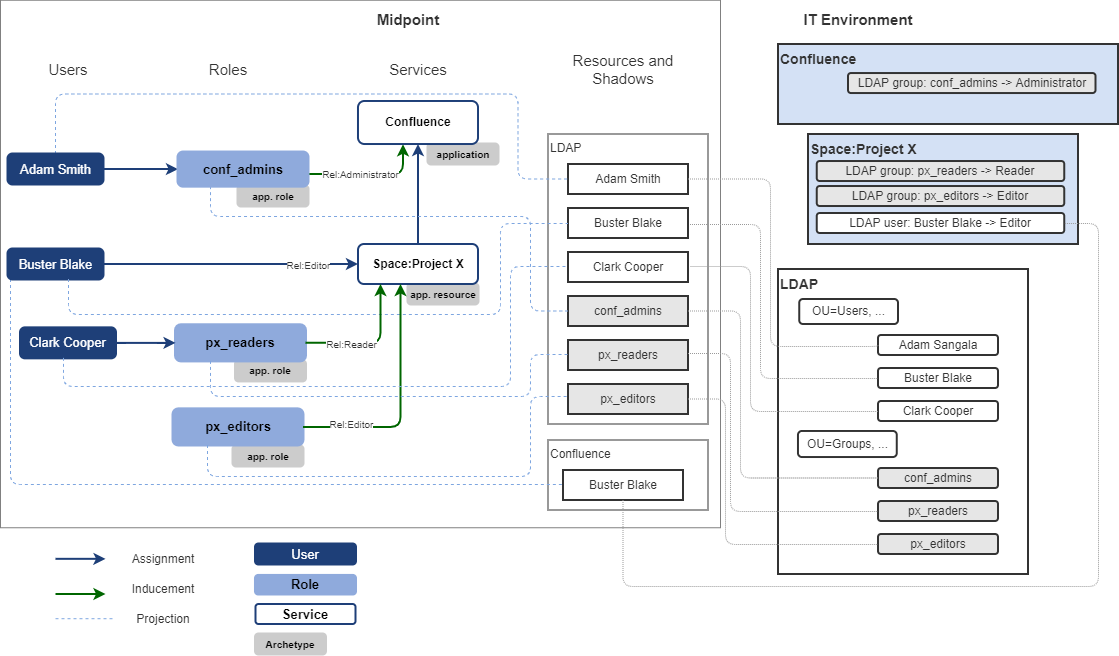 Midpoint
IT Environment
Users
Roles
Services
Resources and
Shadows
Adam Smith
conf_admins
app. role
Rel:Administrator
Confluence
application
Buster Blake
Rel:Editor
Space:Project X
app. resource
Clark Cooper
px_readers
app. role
Rel:Reader
px_editors
app. role
Rel:Editor
LDAP
Adam Smith
Buster Blake
Clark Cooper
conf_admins
px_readers
px_editors
Confluence
Buster Blake
Confluence
LDAP group: conf_admins -> Administrator
Space:Project X
LDAP group: px_readers -> Reader
LDAP group: px_editors -> Editor
LDAP user: Buster Blake -> Editor
LDAP
OU=Users, ...
Adam Sangala
Buster Blake
Clark Cooper
OU=Groups, ...
conf_admins
px_readers
px_editors
Assignment
Inducement
Projection
User
Role
Service
Archetype